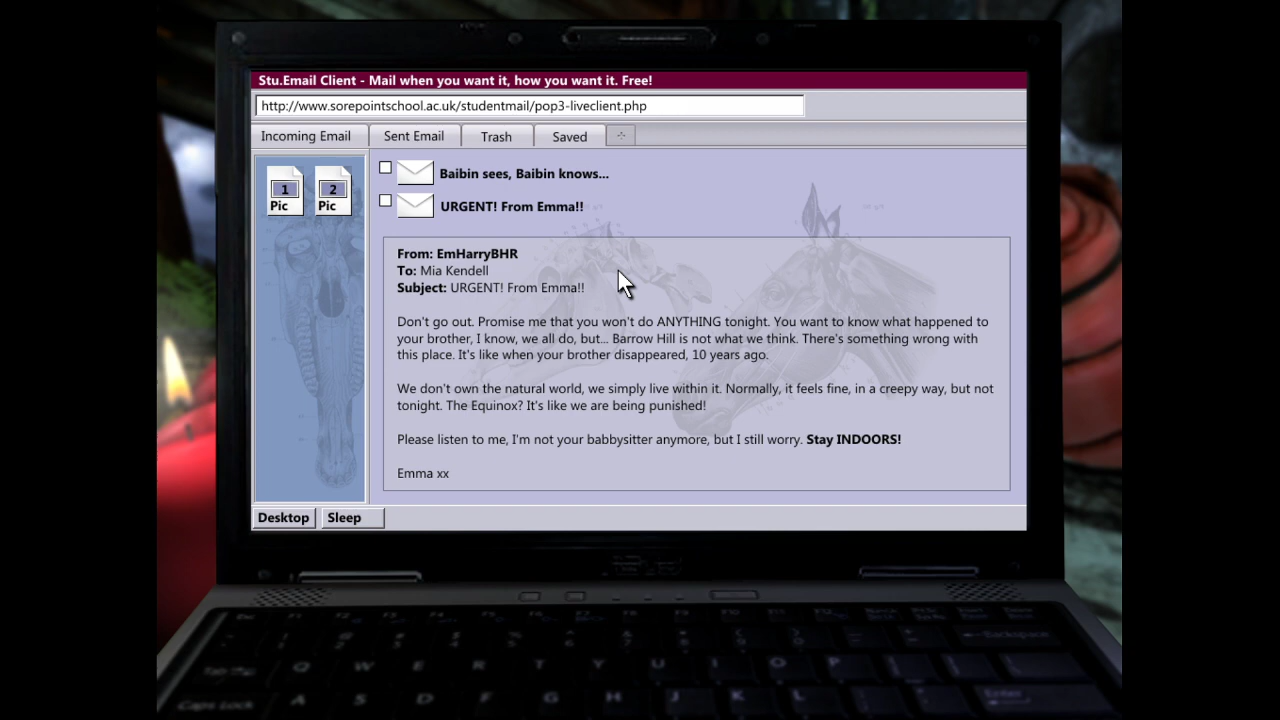 Stu.Email Client - Mail when you want it, how you want it. Free!
http://www.sorepointschool.ac.uk/studentmail/pop3-liveclient.php
Incoming Email Sent Email Trash Saved
1 2
Pic Pic
Baibin sees, Baibin knows...
URGENT! From Emma!!
From: EmHarryBHR
To: Mia Kendell
Subject: URGENT! From Emma!!
Don't go out. Promise me that you won't do ANYTHING tonight. You want to know what happened to
your brother, I know, we all do, but... Barrow Hill is not what we think. There's something wrong with
this place. It's like when your brother disappeared, 10 years ago.
We don't own the natural world, we simply live within it. Normally, it feels fine, in a creepy way, but not
tonight. The Equinox? It's like we are being punished!
Please listen to me, I'm not your babbysitter anymore, but I still worry. Stay INDOORS!
Emma xx
Desktop Sleep
Backspace
Q W E R T Y U I O P
Enter
Caps Lock A S D F G H J K L